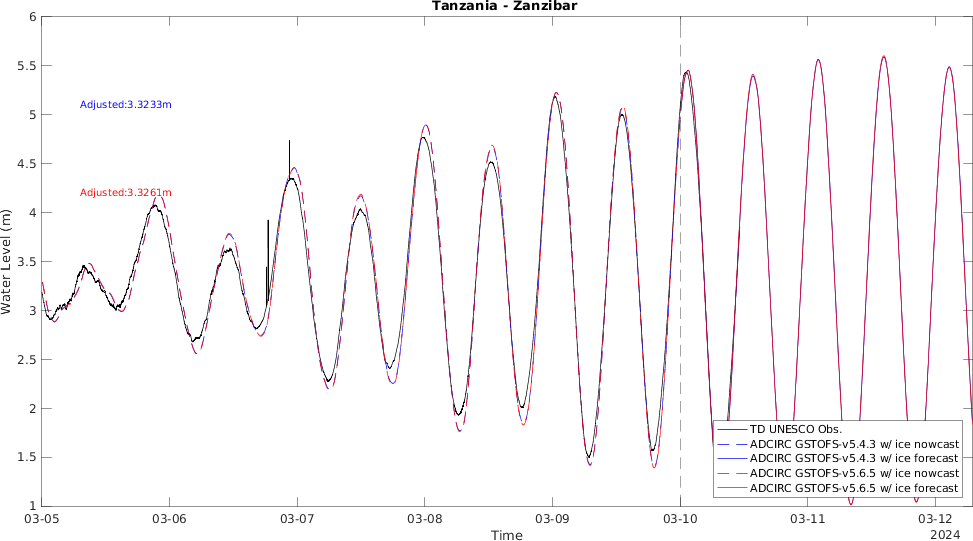 Tanzania - Zanzibar
6
5.5
5
4.5
4
3.5
3
2.5
2
1.5
1
Water Level (m)
Adjusted:3.3233m
Adjusted:3.3261m
TD UNESCO Obs.
ADCIRC GSTOFS-v5.4.3 w/ ice nowcast
ADCIRC GSTOFS-v5.4.3 w/ ice forecast
ADCIRC GSTOFS-v5.6.5 w/ ice nowcast
ADCIRC GSTOFS-v5.6.5 w/ ice forecast
03-05 03-06 03-07 03-08 03-09 03-10 03-11 03-12
Time
2024